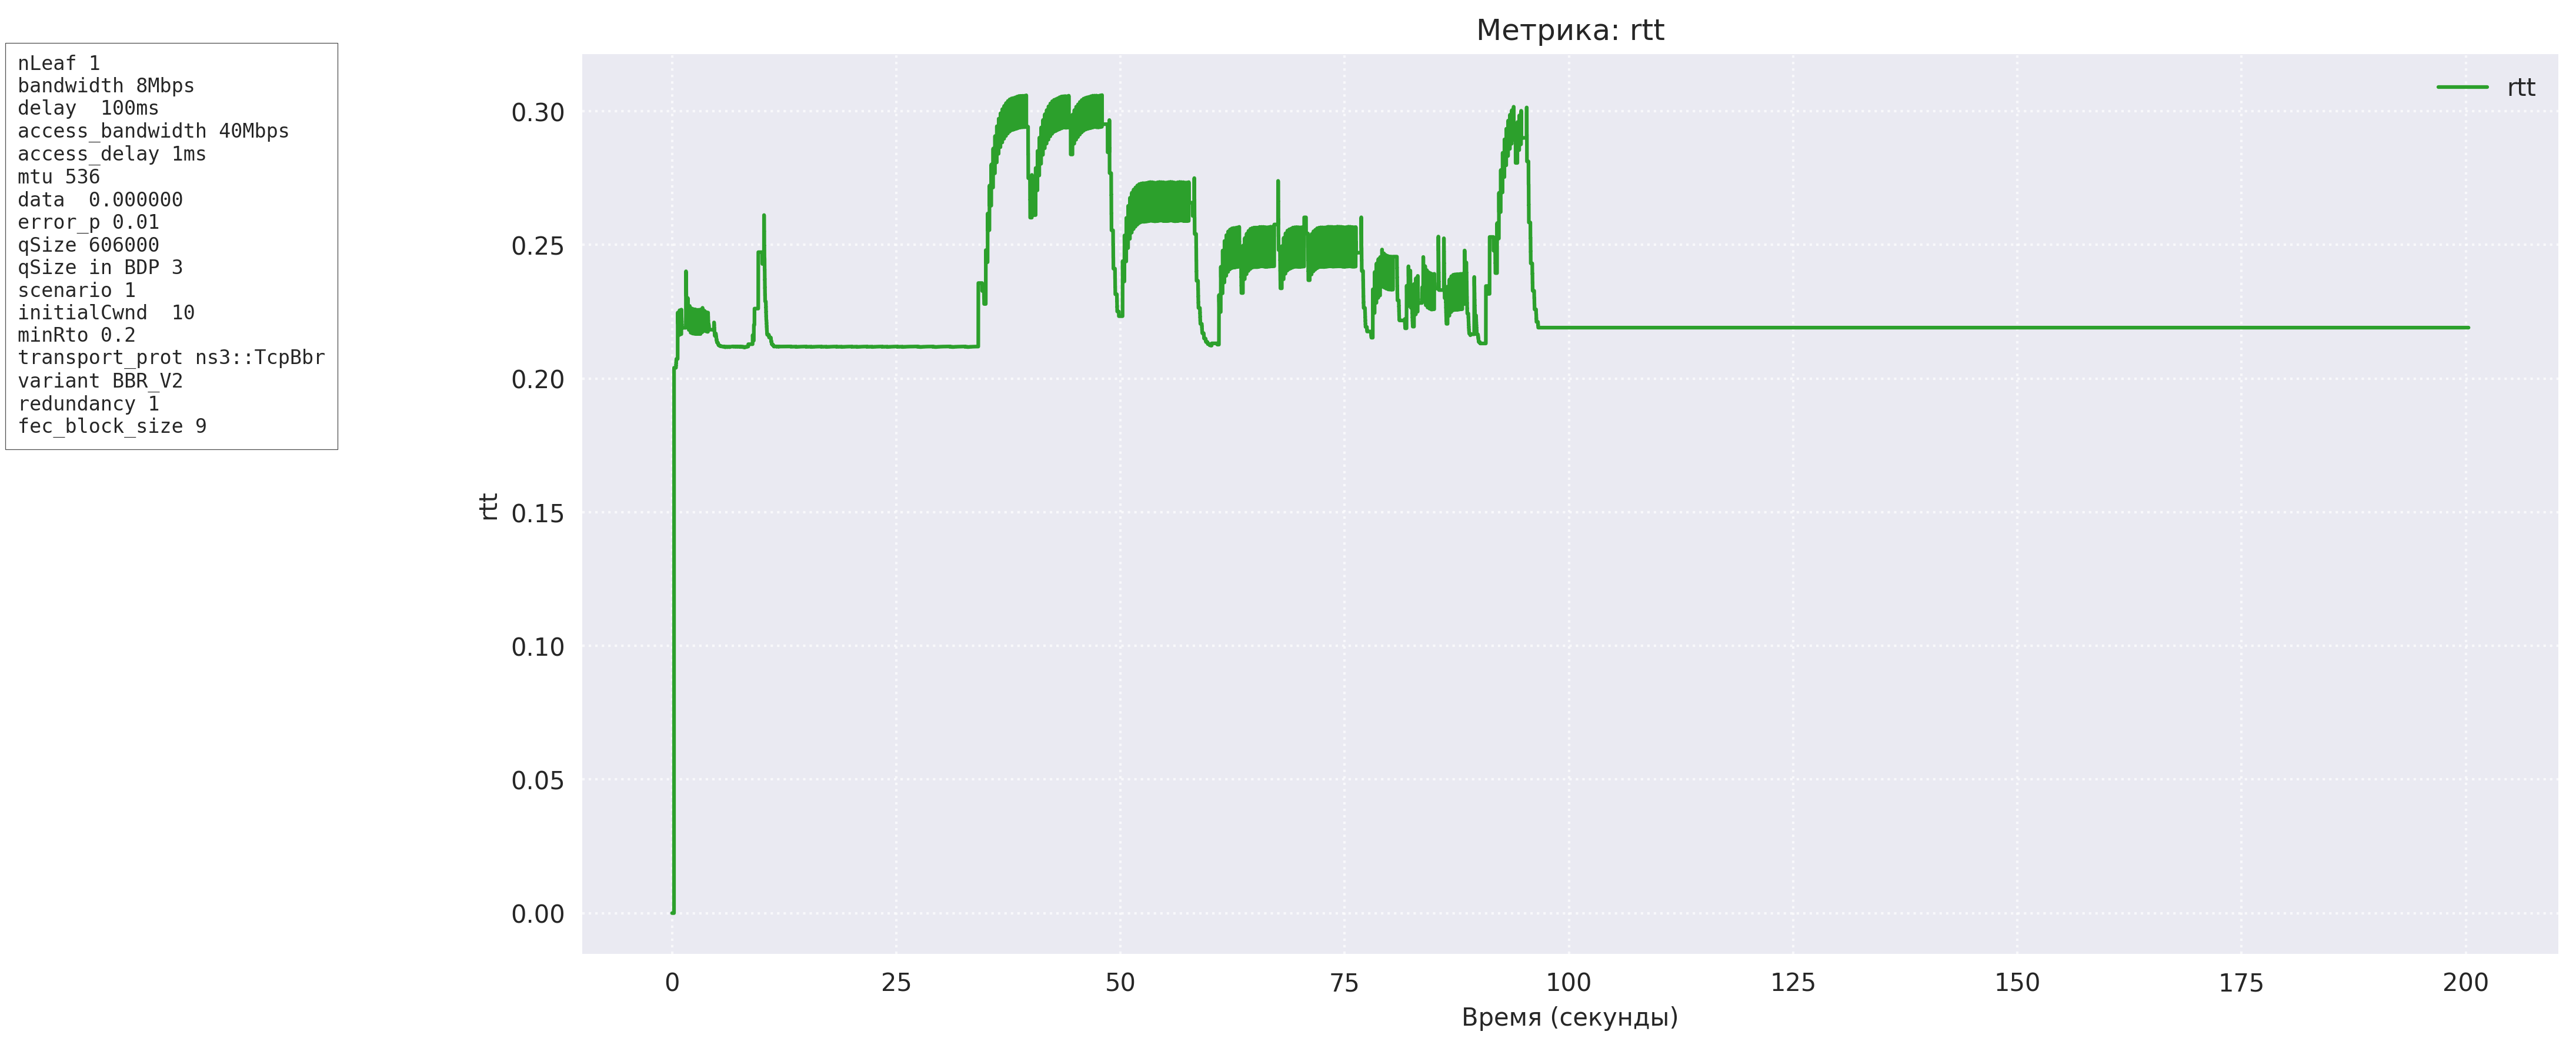 Метрика: rtt
nLeaf 1
bandwidth 8Mbps
delay  100ms
access_bandwidth 40Mbps
access_delay 1ms
mtu 536
data  0.000000
error_p 0.01
qSize 606000
qSize in BDP 3
scenario 1
initialCwnd  10
minRto 0.2
transport_prot ns3::TcpBbr
variant BBR_V2
redundancy 1
fec_block_size 9
rtt
rtt
0.30
0.25
0.20
0.15
0.10
0.05
0.00
0 25 50 75 100 125 150 175 200
Время (секунды)